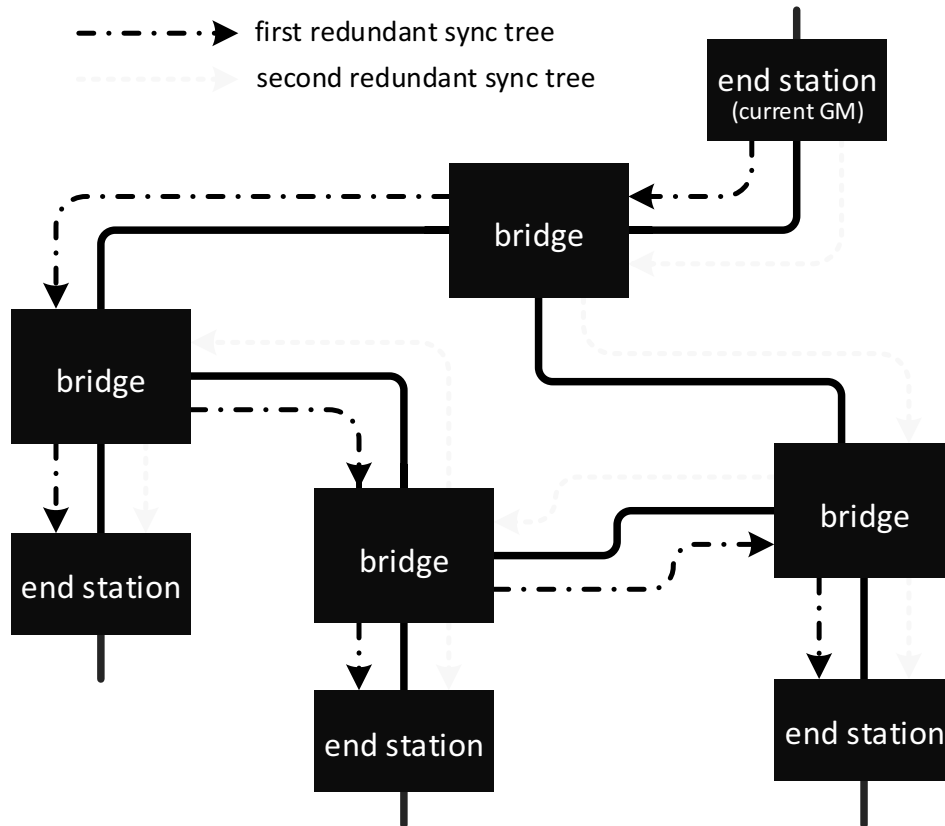 first redundant sync tree
second redundant sync tree
end station
(current GM)
bridge
bridge
bridge
bridge
end station
end station
end station